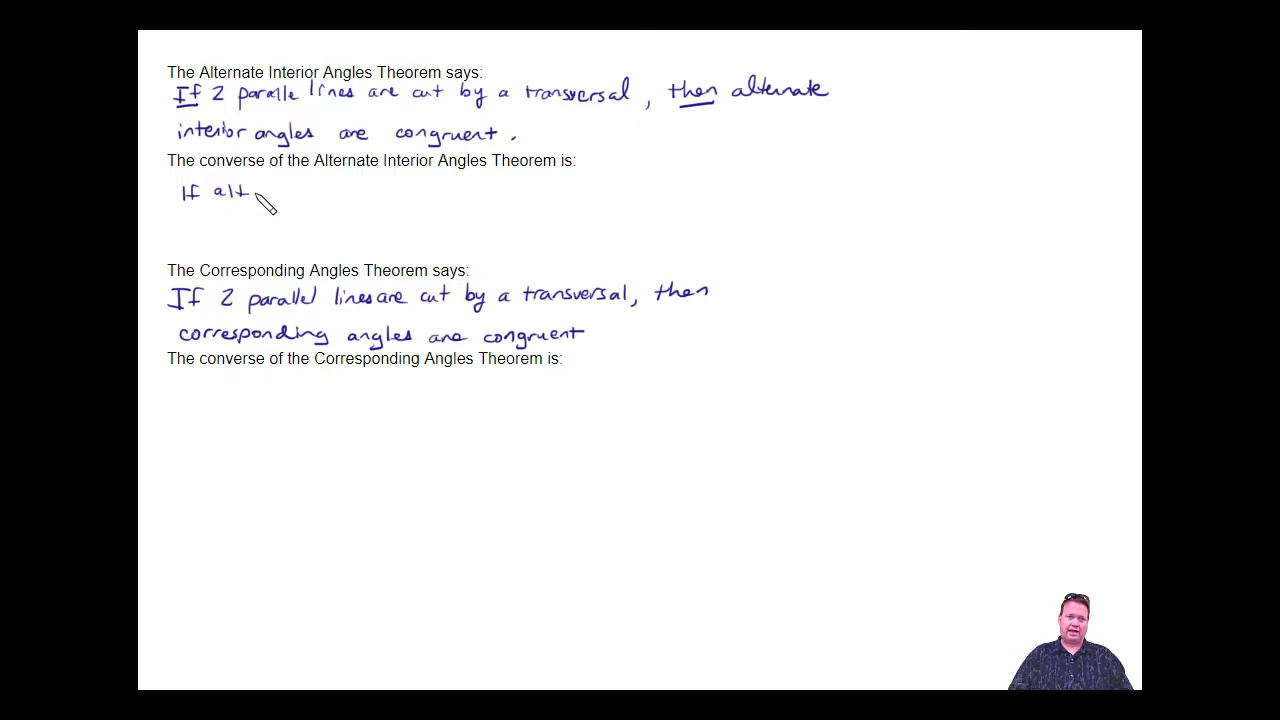 The Alternate Interior Angles Theorem says:
If 2 paralle lines are cut by a transversal, then alternate
interior angles are congruent.
The converse of the Alternate Interior Angles Theorem is:
If alt
The Corresponding Angles Theorem says:
If 2 parallel lines are cut by a transversal, then
corresponding angles are congruent
The converse of the Corresponding Angles Theorem is: